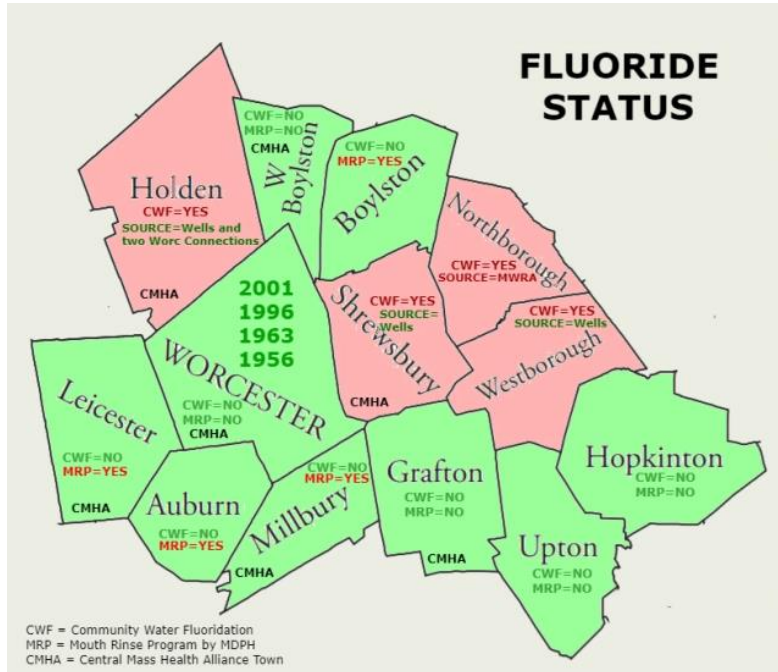 FLUORIDE
STATUS
CWF=NO
MRP=NO
CMHA
W
Boylston
CWF=NO
MRP=YES
Boylston
Holden
CWF=YES
SOURCE=Wells and
two Worc Connections
CMHA
Northborough
CWF=YES
SOURCE=MWRA
Shrewsbury
CWF=YES
SOURCE=
Wells
CMHA
CWF=YES
SOURCE=Wells
Westborough
2001
1996
1963
1956
WORCESTER
CWF=NO
MRP=NO
CMHA
Leicester
CWF=NO
MRP=YES
CMHA
Auburn
CWF=NO
MRP=YES
CWF=NO
MRP=YES
Millbury
CMHA
Grafton
CWF=NO
MRP=NO
CMHA
Hopkinton
CWF=NO
MRP=NO
Upton
CWF=NO
MRP=NO
CWF = Community Water Fluoridation
MRP = Mouth Rinse Program by MDPH
CMHA = Central Mass Health Alliance Town